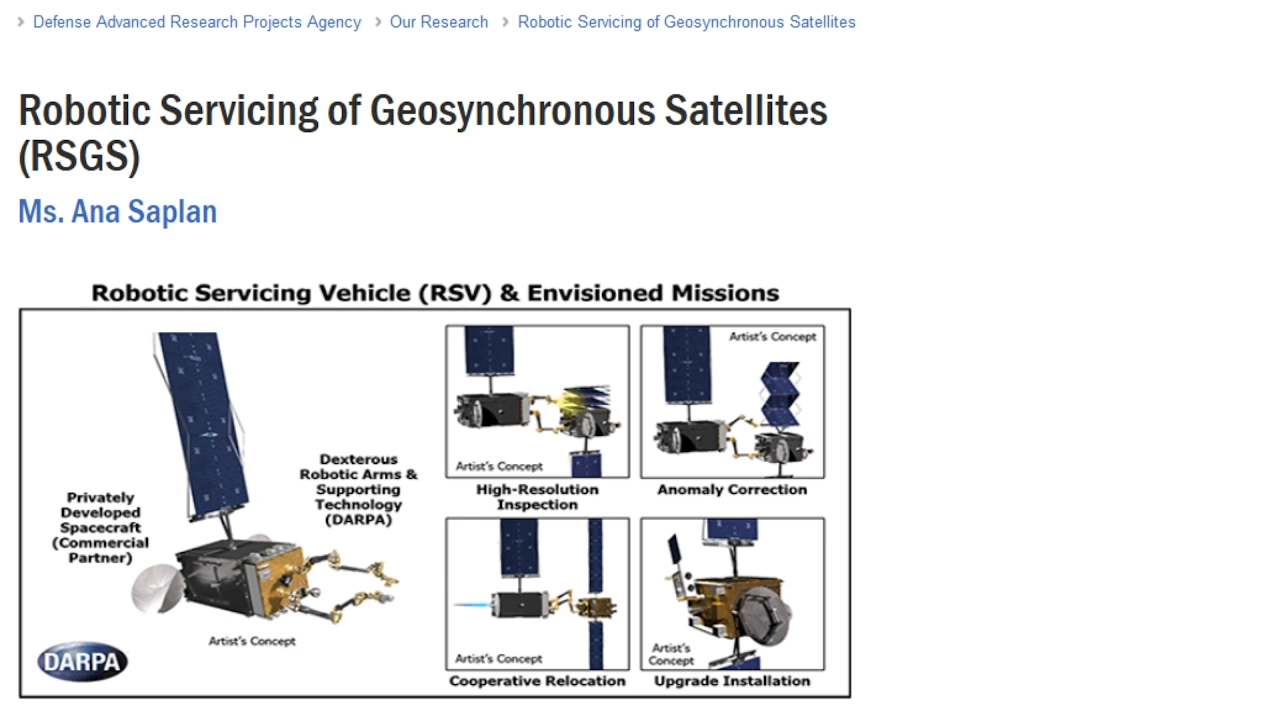 Defense Advanced Research Projects Agency > Our Research > Robotic Servicing of Geosynchronous Satellites
Robotic Servicing of Geosynchronous Satellites
(RSGS)
Ms. Ana Saplan
Robotic Servicing Vehicle (RSV) & Envisioned Missions
Privately
Developed
Spacecraft
(Commercial
Partner)
Dexterous
Robotic Arms &
Supporting
Technology
(DARPA)
Artist's Concept
DARPA
Artist's Concept
High-Resolution
Inspection
Artist's Concept
Anomaly Correction
Artist's Concept
Cooperative Relocation
Artist's
Concept
Upgrade Installation